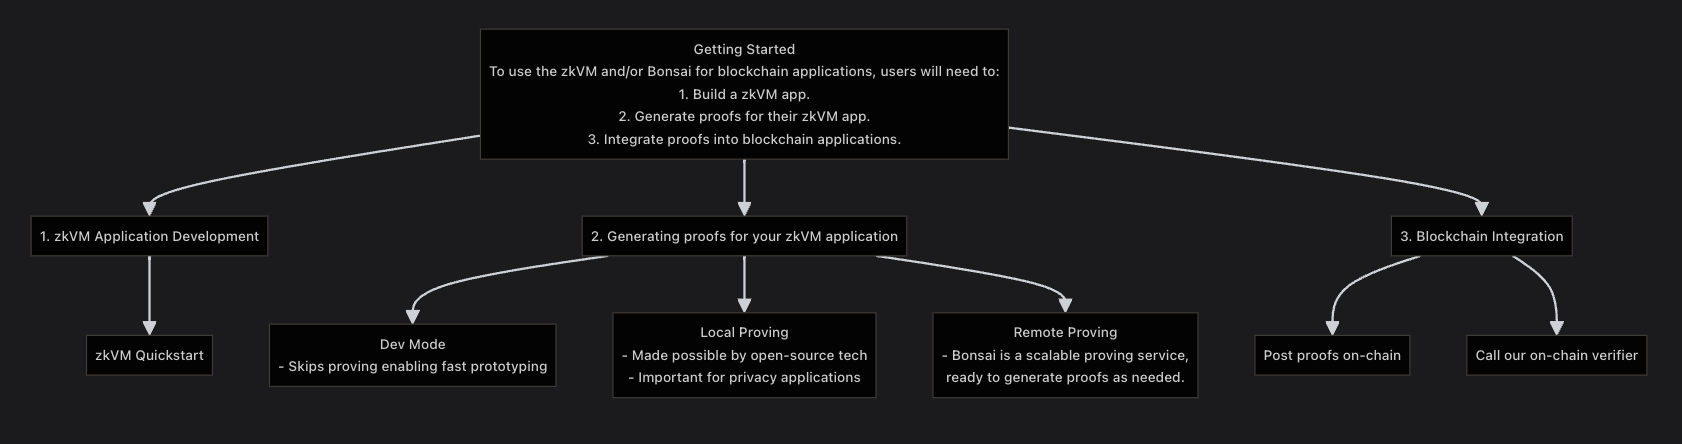 Getting Started
To use the zkVM and/or Bonsai for blockchain applications, users will need to:
1. Build a zkVM app.
2. Generate proofs for their zkVM app.
3. Integrate proofs into blockchain applications.
1. zkVM Application Development
2. Generating proofs for your zkVM application
3. Blockchain Integration
zkVM Quickstart
Dev Mode
- Skips proving enabling fast prototyping
Local Proving
- Made possible by open-source tech
- Important for privacy applications
Remote Proving
- Bonsai is a scalable proving service,
ready to generate proofs as needed.
Post proofs on-chain
Call our on-chain verifier